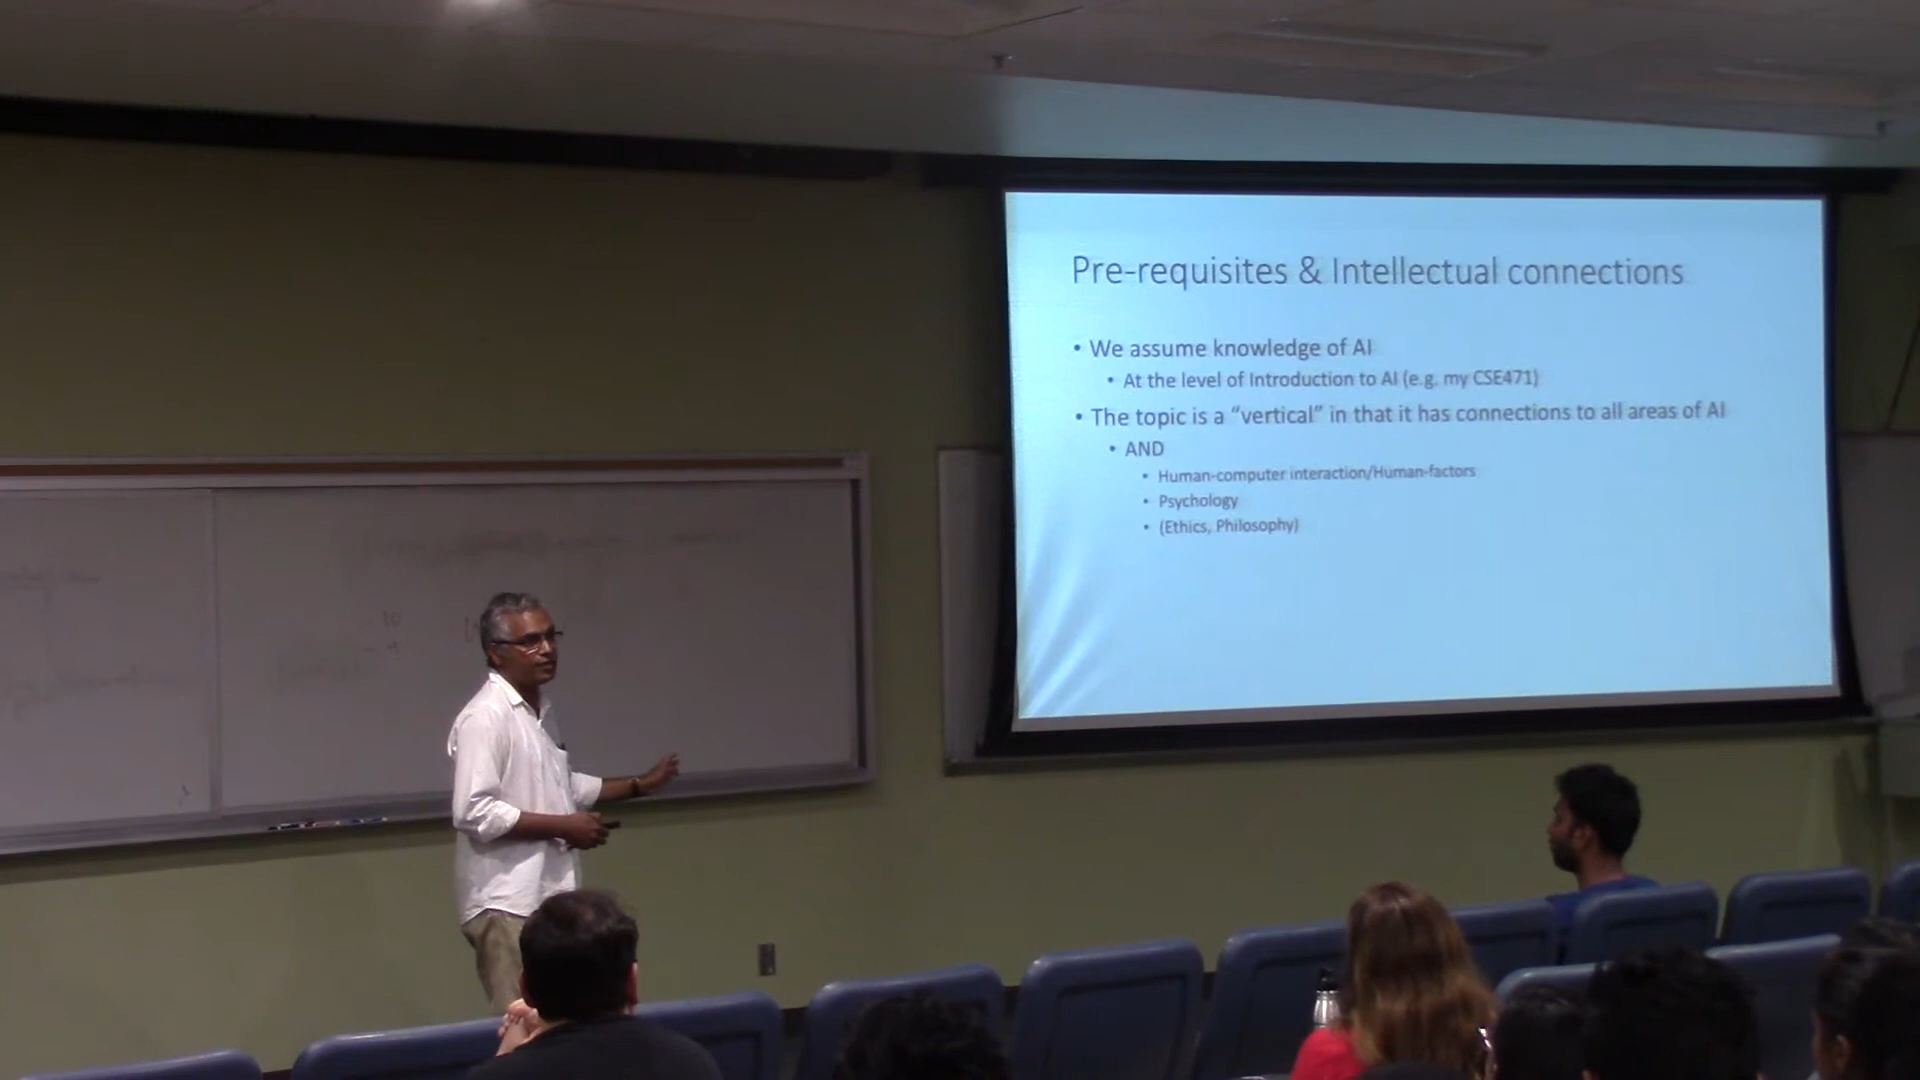 Pre-requisites & Intellectual connections
• We assume knowledge of AI
• At the level of Introduction to AI (e.g. my CSE471)
• The topic is a “vertical” in that it has connections to all areas of AI
• AND
• Human-computer interaction/Human-factors
• Psychology
• (Ethics, Philosophy)